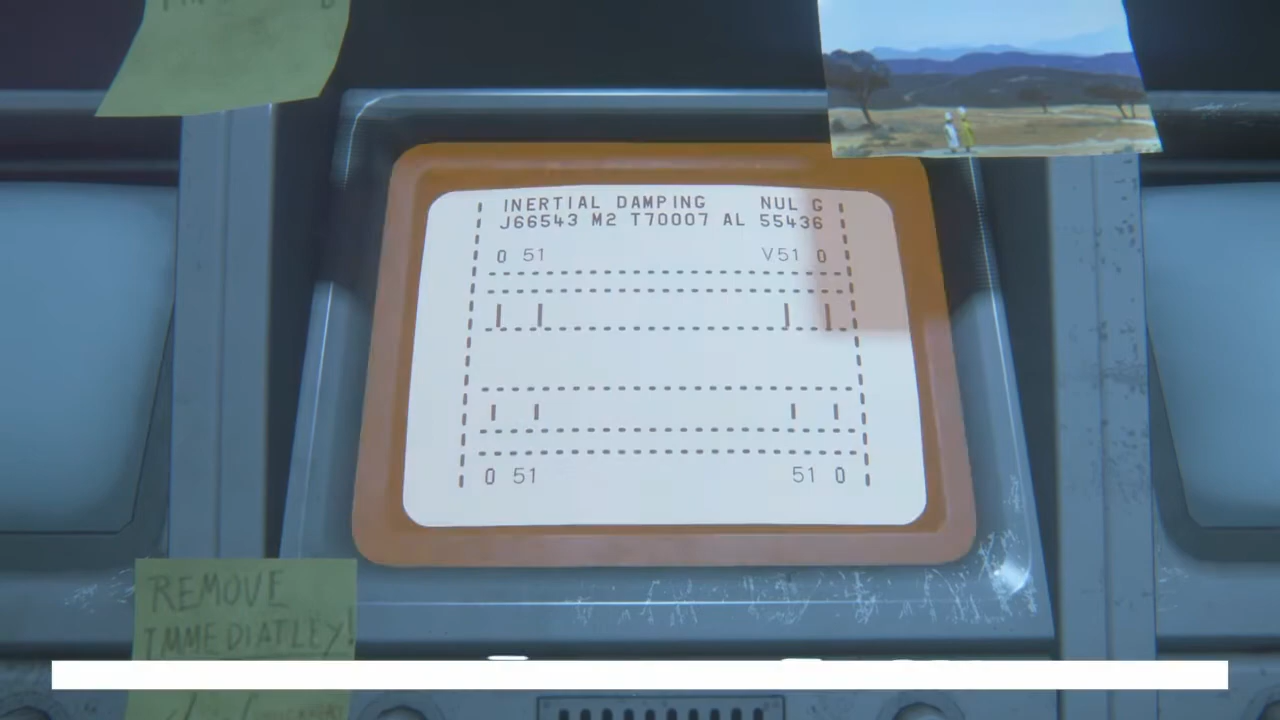 INERTIAL DAMPING NUL G
J66543 M2 T70007 AL 55436
0 51 V51 0
0 51 51 0
REMOVE
IMMEDIATLEY!